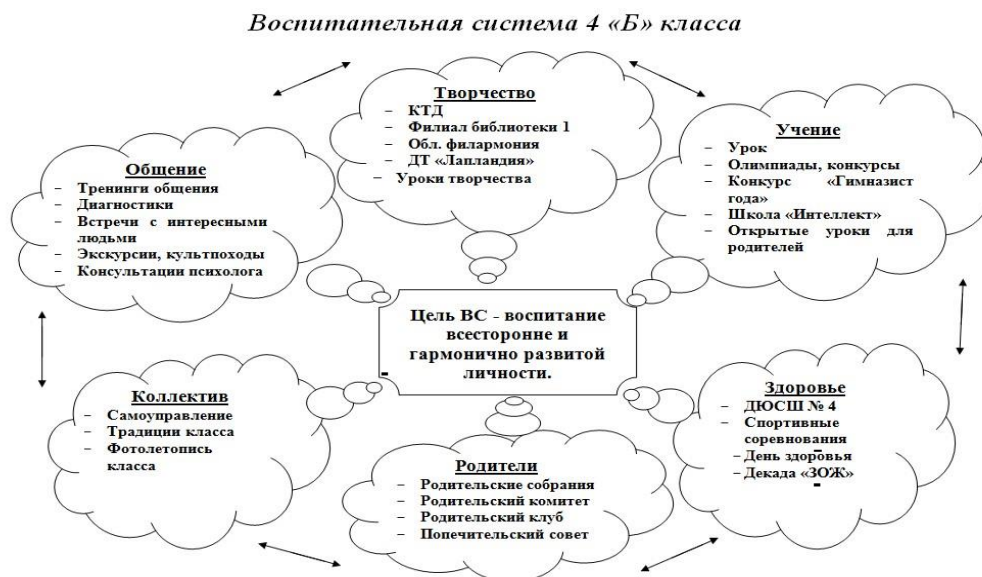 Воспитательная система 4 «Б» класса
Творчество
– КТД
– Филиал библиотеки 1
– Обл. филармония
– ДТ «Лапландия»
– Уроки творчества
Учение
– Урок
– Олимпиады, конкурсы
– Конкурс «Гимназист
года»
– Школа «Интеллект»
– Открытые уроки для
родителей
Общение
– Тренинги общения
– Диагностики
– Встречи с интересными
людьми
– Экскурсии, культпоходы
– Консультации психолога
Цель ВС - воспитание
всесторонне и
гармонично развитой
личности.
-
Коллектив
– Самоуправление
– Традиции класса
– Фотолетопись
класса
Здоровье
– ДЮСШ № 4
– Спортивные
соревнования
-
– День здоровья
– Декада «ЗОЖ»
-
Родители
– Родительские собрания
– Родительский комитет
– Родительский клуб
– Попечительский совет